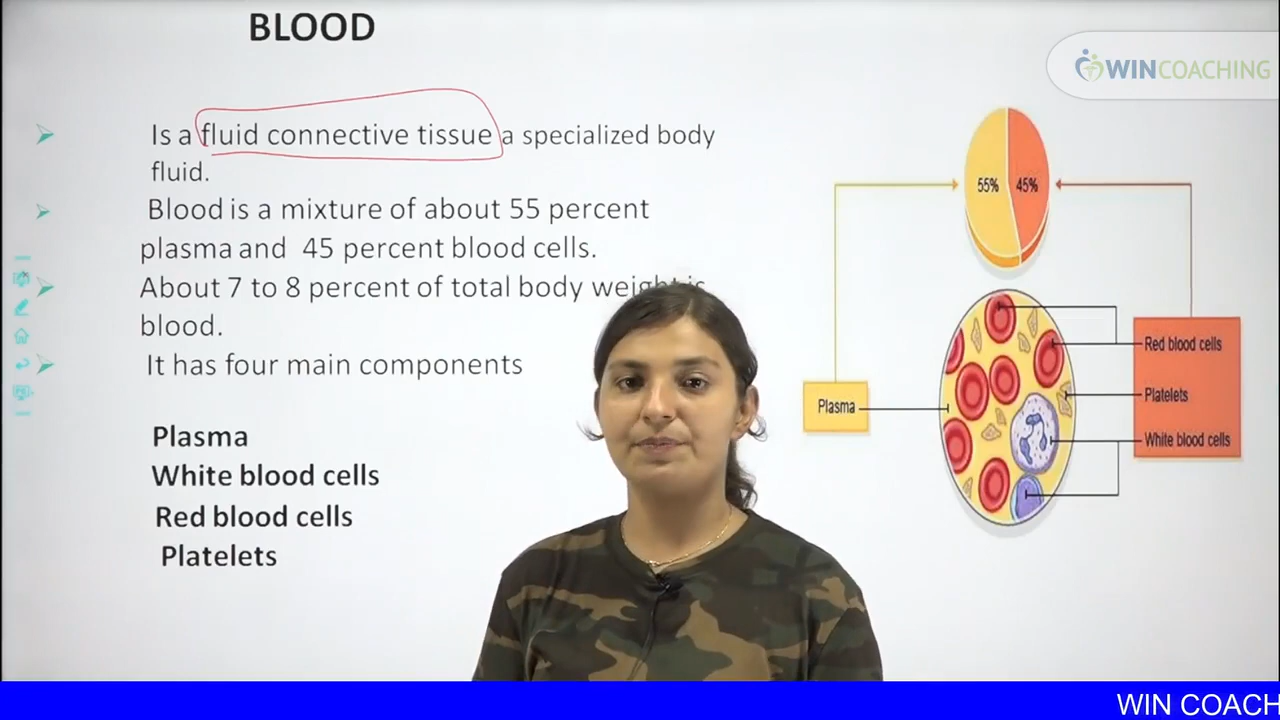 BLOOD
WINCOACHING
Is a fluid connective tissue a specialized body
fluid.
Blood is a mixture of about 55 percent
plasma and 45 percent blood cells.
About 7 to 8 percent of total body weight is
blood.
It has four main components
Plasma
White blood cells
Red blood cells
Platelets
55% 45%
Red blood cells
Plasma
Platelets
White blood cells
WIN COACH